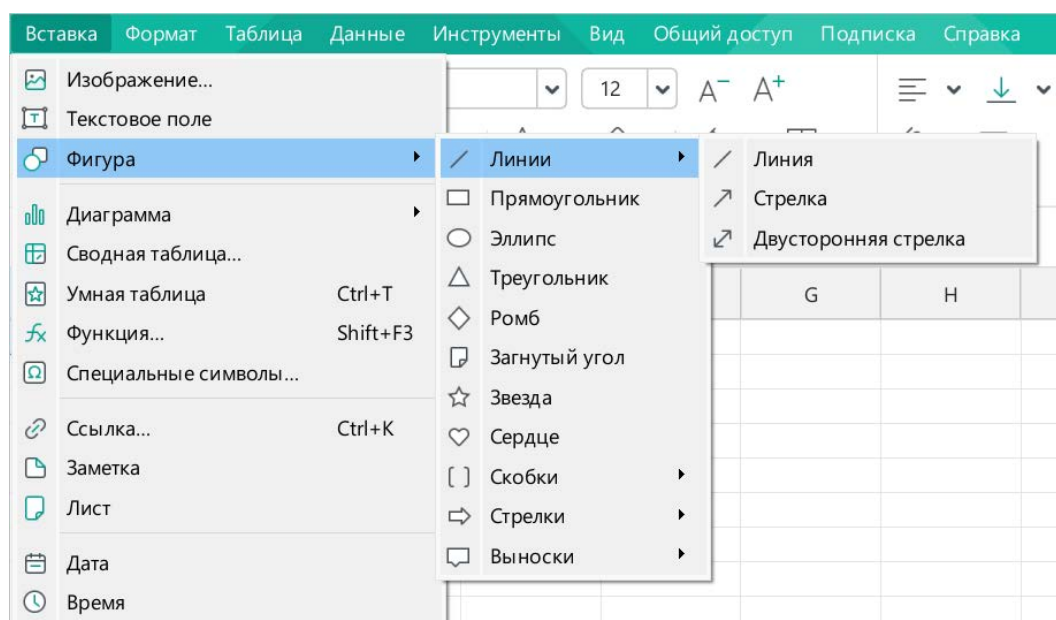 Вставка Формат Таблица Данные Инструменты Вид Общий доступ Подписка Справка
12 A− A+
Изображение...
Текстовое поле
Фигура
Диаграмма
Сводная таблица...
Умная таблица Ctrl+T
Функция... Shift+F3
Специальные символы...
Ссылка... Ctrl+K
Заметка
Лист
Дата
Время
Линии
Прямоугольник
Эллипс
Треугольник
Ромб
Загнутый угол
Звезда
Сердце
Скобки
Стрелки
Выноски
Линия
Стрелка
Двусторонняя стрелка
G H